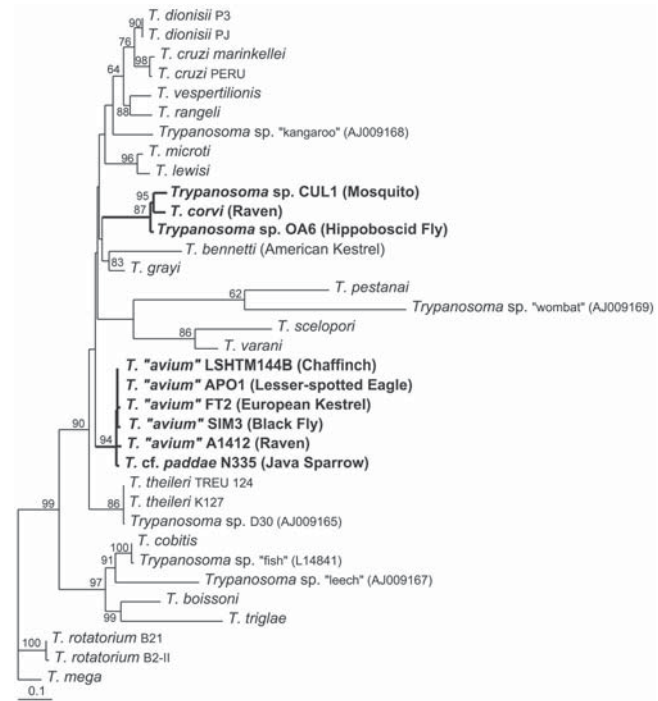 90 T. dionisii P3
T. dionisii PJ
76 T. cruzi marinkellei
98 T. cruzi PERU
64 T. vespertilionis
88 T. rangeli
Trypanosoma sp. "kangaroo" (AJ009168)
T. microti
96 T. lewisi
95 Trypanosoma sp. CUL1 (Mosquito)
87 T. corvi (Raven)
Trypanosoma sp. OA6 (Hippoboscid Fly)
T. bennetti (American Kestrel)
83 T. grayi
62 T. pestanai
Trypanosoma sp. "wombat" (AJ009169)
T. scelopori
86 T. varani
T. "avium" LSHTM144B (Chaffinch)
T. "avium" APO1 (Lesser-spotted Eagle)
T. "avium" FT2 (European Kestrel)
T. "avium" SIM3 (Black Fly)
90 94 T. "avium" A1412 (Raven)
T. cf. paddae N335 (Java Sparrow)
T. theileri TREU 124
99 86 T. theileri K127
Trypanosoma sp. D30 (AJ009165)
T. cobitis
100 Trypanosoma sp. "fish" (L14841)
91 Trypanosoma sp. "leech" (AJ009167)
97 T. boissoni
99 T. triglae
100 T. rotatorium B21
T. rotatorium B2-II
T. mega
0.1